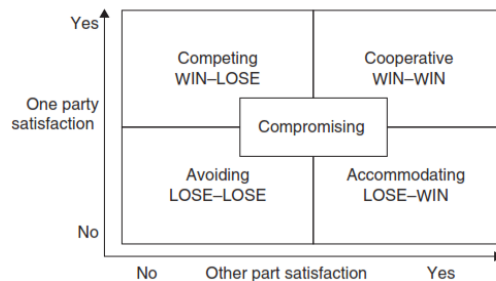 Yes
Competing
WIN–LOSE
Cooperative
WIN–WIN
One party
satisfaction
Compromising
Avoiding
LOSE–LOSE
Accommodating
LOSE–WIN
No
No
Other part satisfaction
Yes